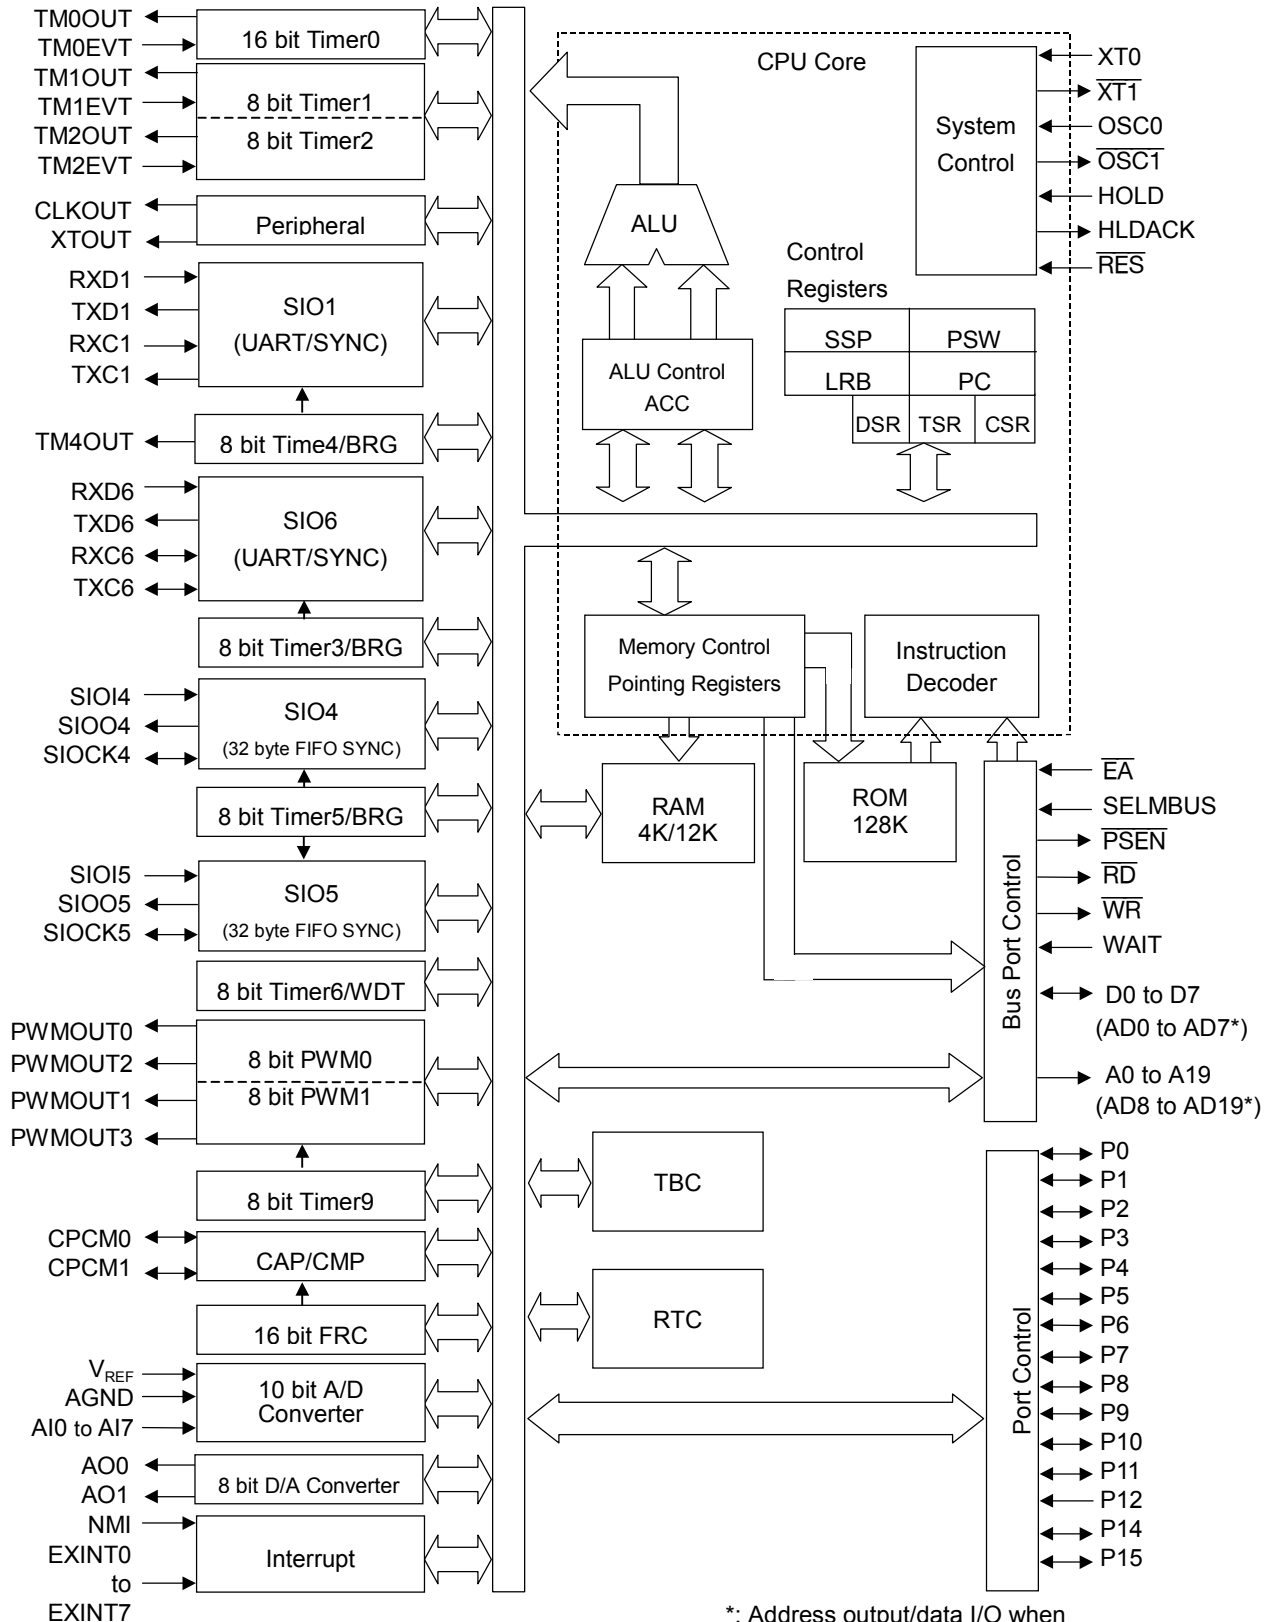 TM0OUT
TM0EVT
16 bit Timer0
TM1OUT
TM1EVT
TM2OUT
TM2EVT
8 bit Timer1
8 bit Timer2
CLKOUT
XTOUT
Peripheral
RXD1
TXD1
RXC1
TXC1
SIO1
(UART/SYNC)
TM4OUT
8 bit Time4/BRG
RXD6
TXD6
RXC6
TXC6
SIO6
(UART/SYNC)
8 bit Timer3/BRG
SIOI4
SIOO4
SIOCK4
SIO4
(32 byte FIFO SYNC)
8 bit Timer5/BRG
SIOI5
SIOO5
SIOCK5
SIO5
(32 byte FIFO SYNC)
8 bit Timer6/WDT
PWMOUT0
PWMOUT2
PWMOUT1
PWMOUT3
8 bit PWM0
8 bit PWM1
8 bit Timer9
CPCM0
CPCM1
CAP/CMP
16 bit FRC
VREF
AGND
AI0 to AI7
10 bit A/D
Converter
AO0
AO1
8 bit D/A Converter
NMI
EXINT0
to
EXINT7
Interrupt
CPU Core
ALU
ALU Control
ACC
Control
Registers
SSP PSW
LRB PC
DSR TSR CSR
System
Control
XT0
XT1
OSC0
OSC1
HOLD
HLDACK
RES
Memory Control
Pointing Registers
Instruction
Decoder
RAM
4K/12K
ROM
128K
Bus Port Control
EA
SELMBUS
PSEN
RD
WR
WAIT
D0 to D7
(AD0 to AD7*)
A0 to A19
(AD8 to AD19*)
TBC
RTC
Port Control
P0
P1
P2
P3
P4
P5
P6
P7
P8
P9
P10
P11
P12
P14
P15
*: Address output/data I/O when